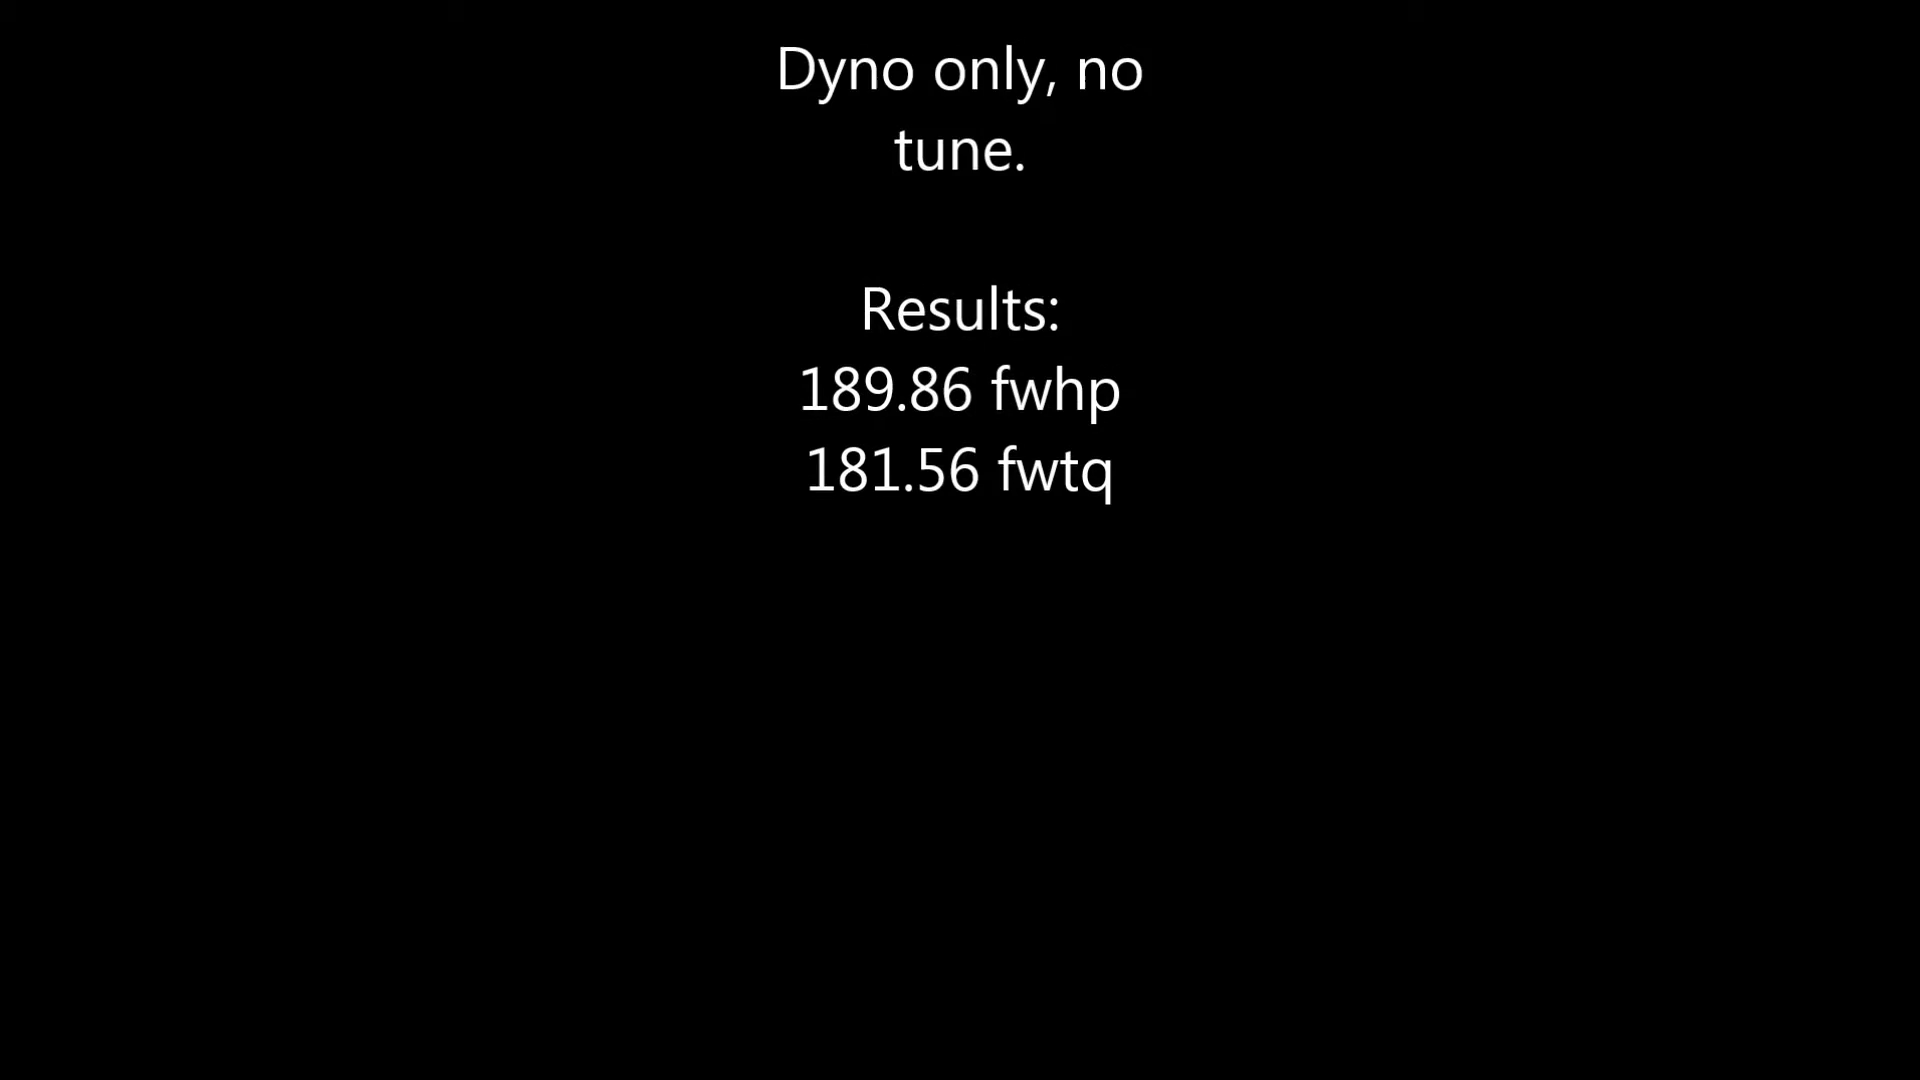 Dyno only, no
tune.
Results:
189.86 fwhp
181.56 fwtq